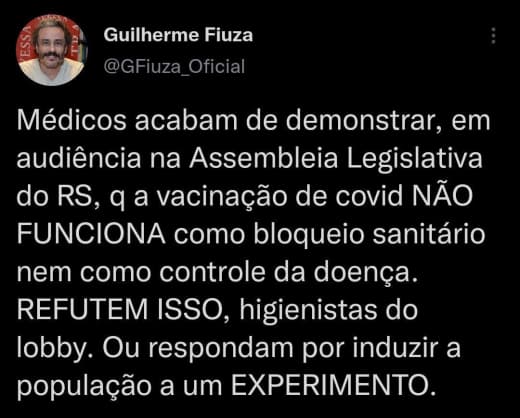 Guilherme Fiuza
@GFiuza_Oficial
Médicos acabam de demonstrar, em
audiência na Assembleia Legislativa
do RS, q a vacinação de covid NÃO
FUNCIONA como bloqueio sanitário
nem como controle da doença.
REFUTEM ISSO, higienistas do
lobby. Ou respondam por induzir a
população a um EXPERIMENTO.